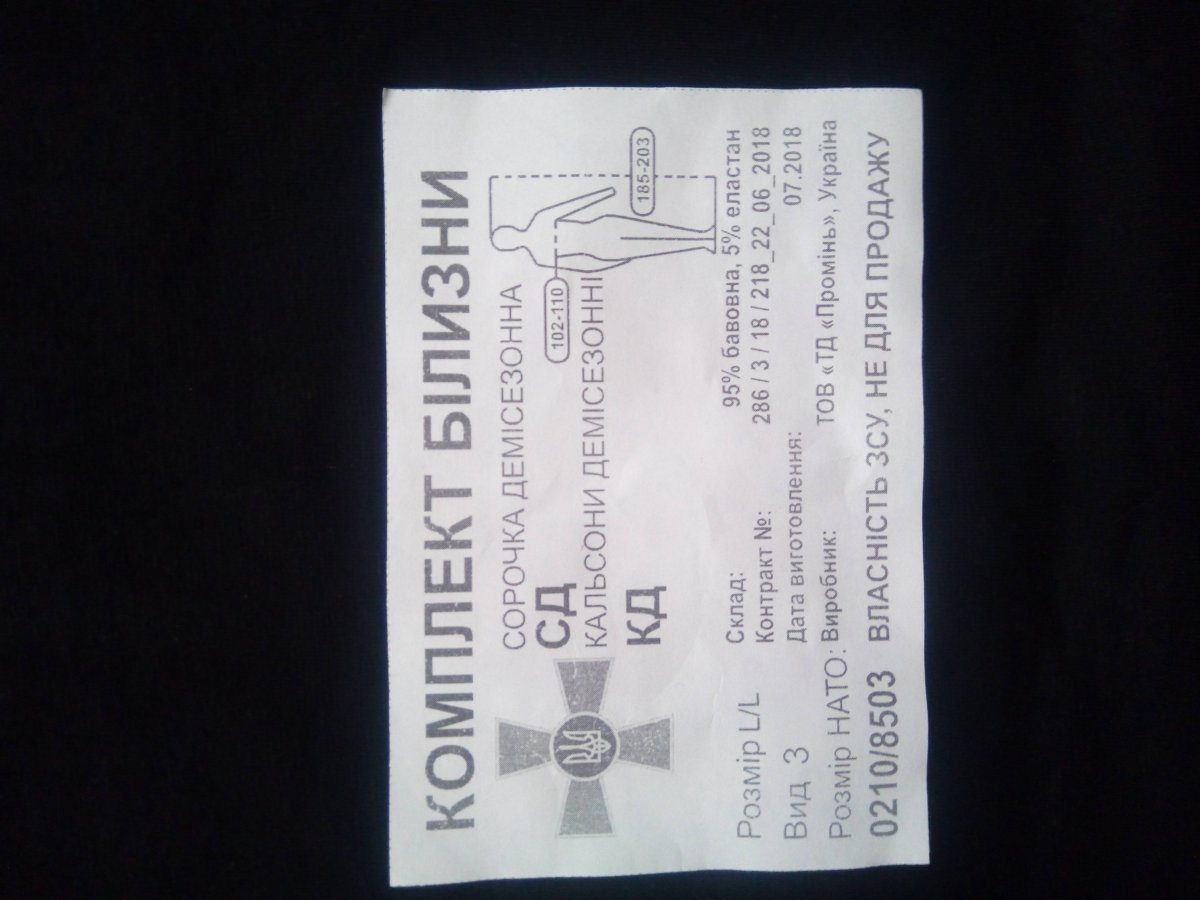 КОМПЛЕКТ БІЛИЗНИ
СОРОЧКА ДЕМІСЕЗОННА
СД
102-110
КАЛЬСОНИ ДЕМІСЕЗОННІ
КД
185-203
Розмір L/L
Вид 3
Розмір НАТО:
0210/8503
Склад: 95% бавовна, 5% еластан
Контракт №: 286 / 3 / 18 / 218_22_06_2018
Дата виготовлення: 07.2018
Виробник: ТОВ «ТД «Промінь», Україна
ВЛАСНІСТЬ ЗСУ, НЕ ДЛЯ ПРОДАЖУ